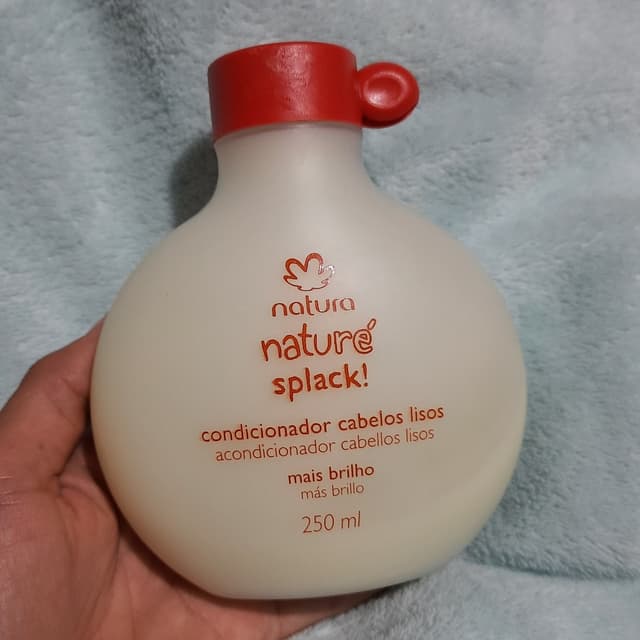 natura
naturé
splack!
condicionador cabelos lisos
acondicionador cabellos lisos
mais brilho
más brillo
250 ml